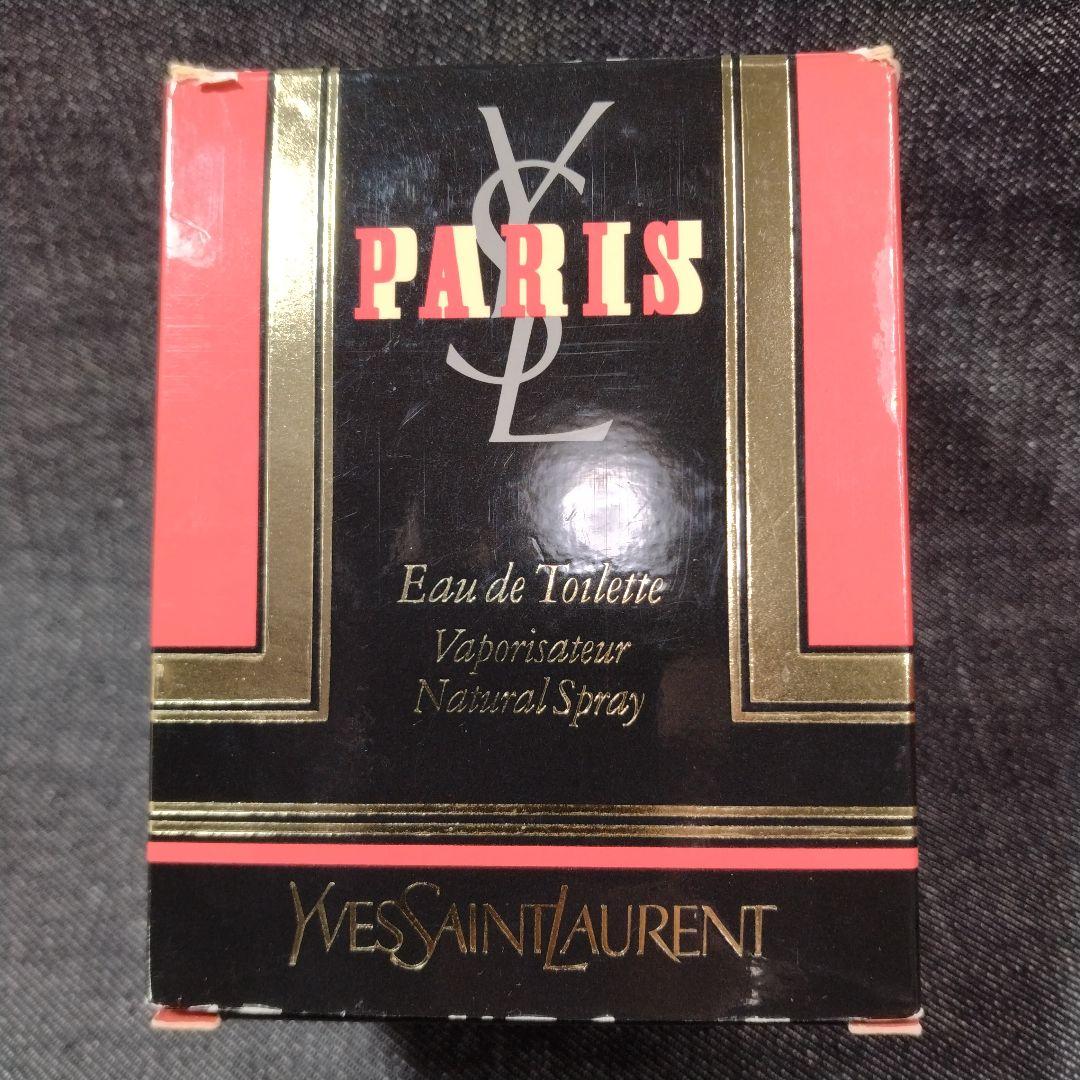 YSL
PARIS
Eau de Toilette
Vaporisateur
Natural Spray
YVESSAINTLAURENT